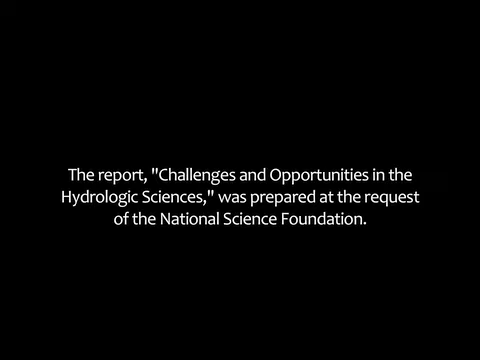 The report, "Challenges and Opportunities in the
Hydrologic Sciences," was prepared at the request
of the National Science Foundation.